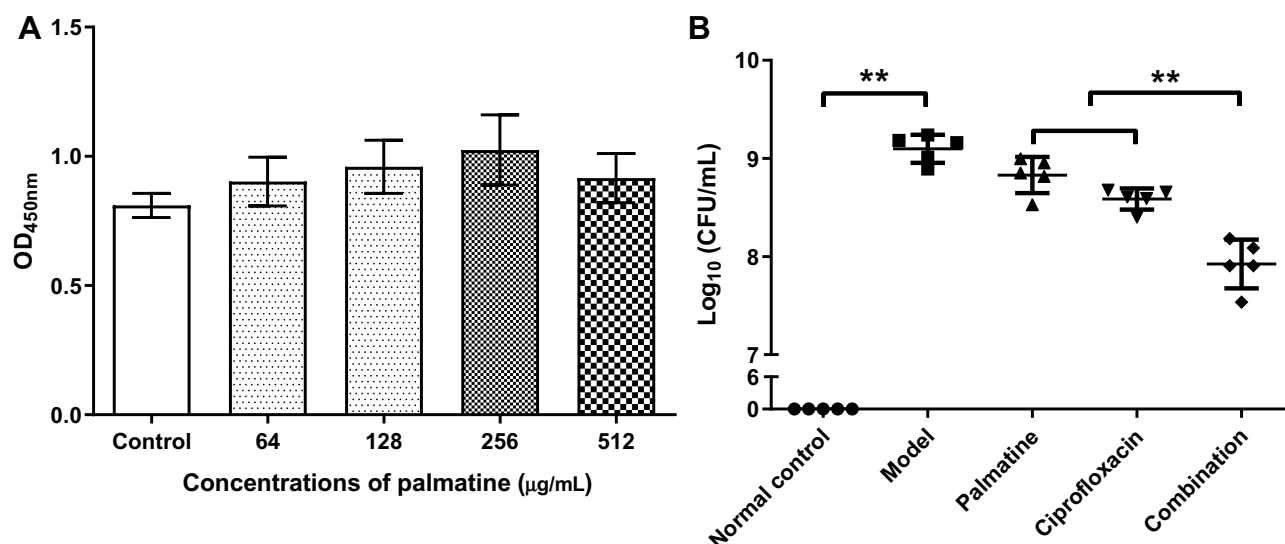 A
1.5
1.0
0.5
0.0
OD450nm
Control 64 128 256 512
Concentrations of palmatine (µg/mL)
B
10
9
8
7
6
0
Log10 (CFU/mL)
** **
Normal control
Model
Palmatine
Ciprofloxacin
Combination